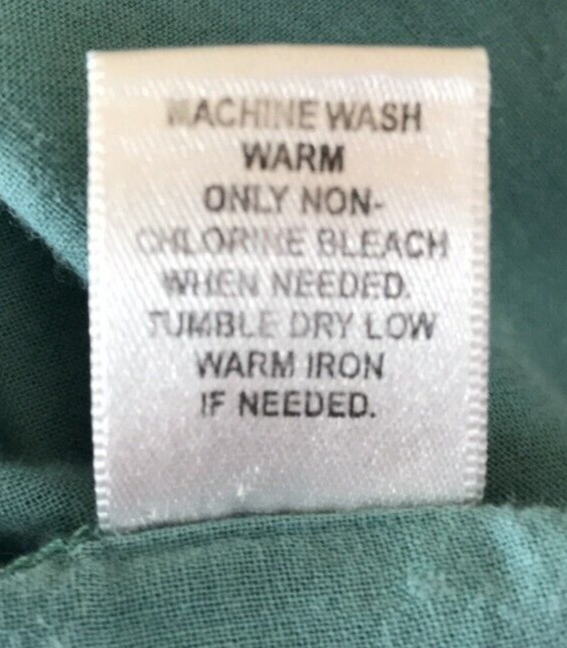 MACHINE WASH
WARM
ONLY NON-
CHLORINE BLEACH
WHEN NEEDED.
TUMBLE DRY LOW
WARM IRON
IF NEEDED.